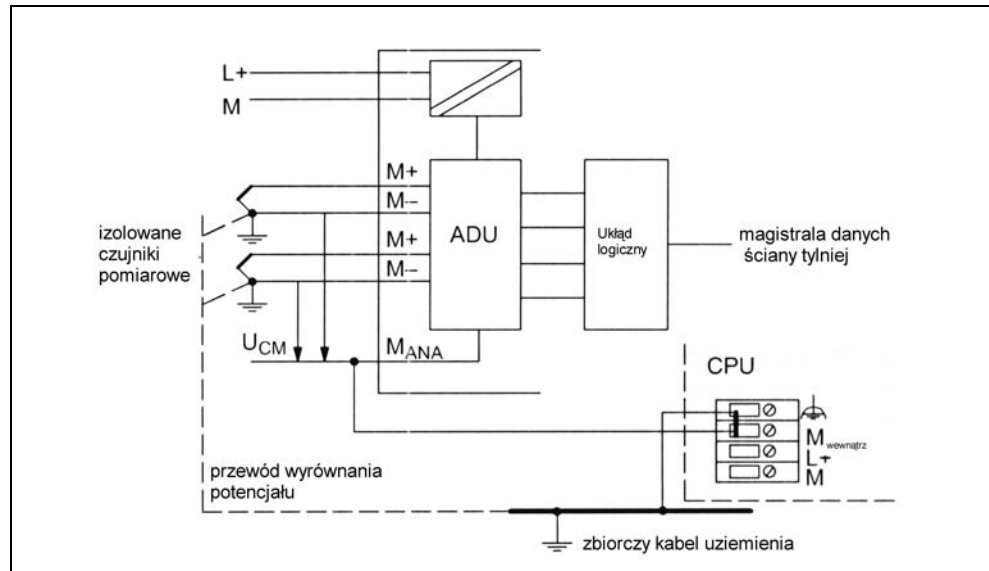 L+
M
M+
M-
izolowane
czujniki
pomiarowe
M+
M-
ADU
Układ
logiczny
magistrala danych
ściany tylniej
UCM
MANA
CPU
Mwewnątrz
L+
M
przewód wyrównania
potencjału
zbiorczy kabel uziemienia